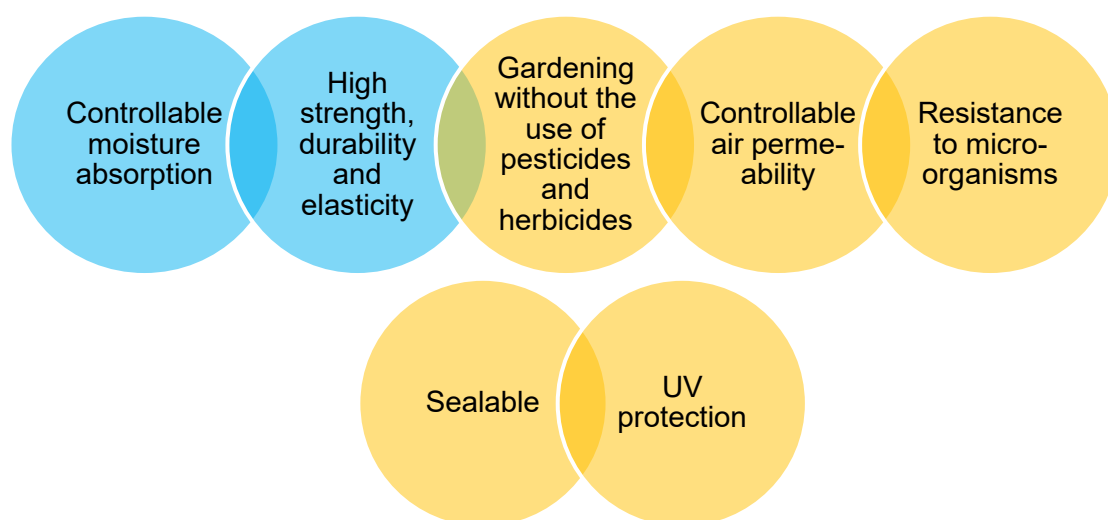 Controllable
moisture
absorption
High
strength,
durability
and
elasticity
Gardening
without the
use of
pesticides
and
herbicides
Controllable
air perme-
ability
Resistance
to micro-
organisms
Sealable
UV
protection